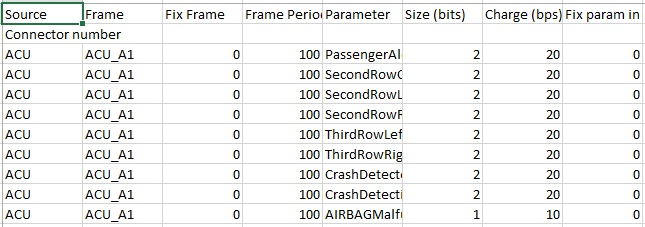 Source Frame Fix Frame Frame Perio Parameter Size (bits) Charge (bps) Fix param in
Connector number
ACU ACU_A1 0 100 PassengerAl 2 20 0
ACU ACU_A1 0 100 SecondRowC 2 20 0
ACU ACU_A1 0 100 SecondRowL 2 20 0
ACU ACU_A1 0 100 SecondRowR 2 20 0
ACU ACU_A1 0 100 ThirdRowLef 2 20 0
ACU ACU_A1 0 100 ThirdRowRig 2 20 0
ACU ACU_A1 0 100 CrashDetect 2 20 0
ACU ACU_A1 0 100 CrashDetecti 2 20 0
ACU ACU_A1 0 100 AIRBAGMalf 1 10 0